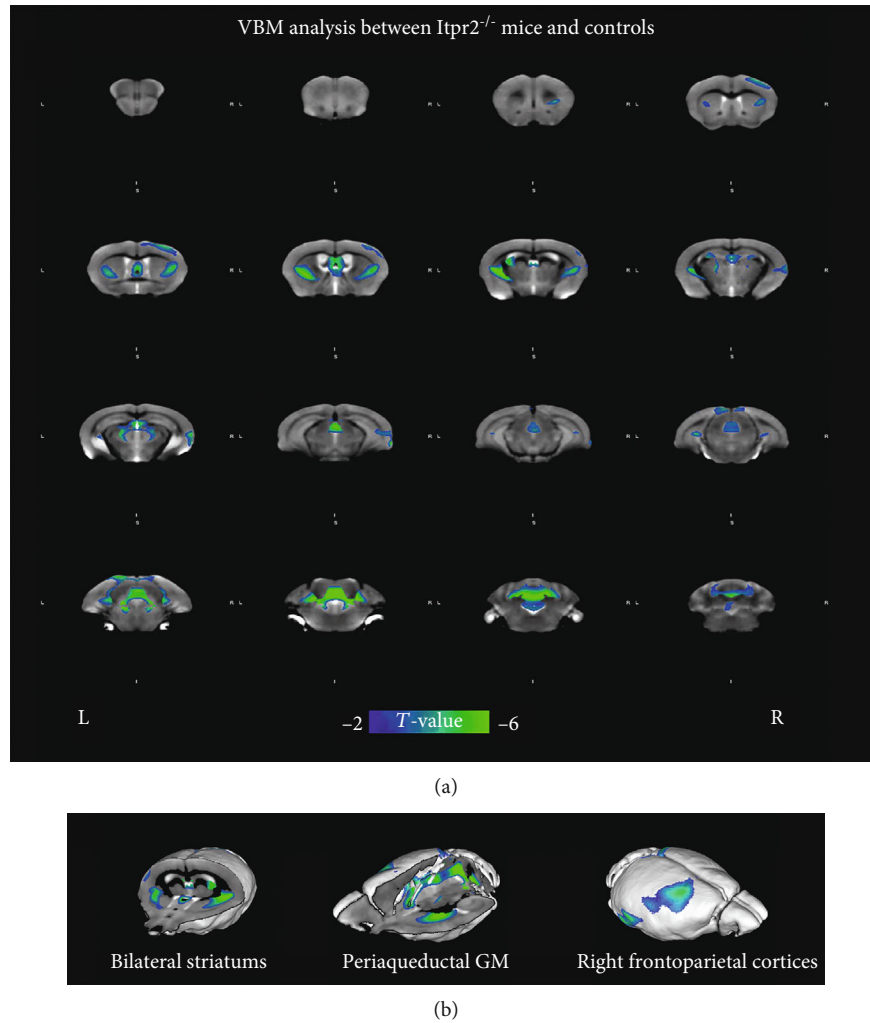 VBM analysis between Itpr2-/- mice and controls
L R L R L R L R
I I I I
S S S S
L R L R L R L R
I I I I
S S S S
L R L R L R L R
I I I I
S S S S
L R L R L R L R
I I I I
L –2 T-value –6 R
(a)
Bilateral striatums Periaqueductal GM Right frontoparietal cortices
(b)